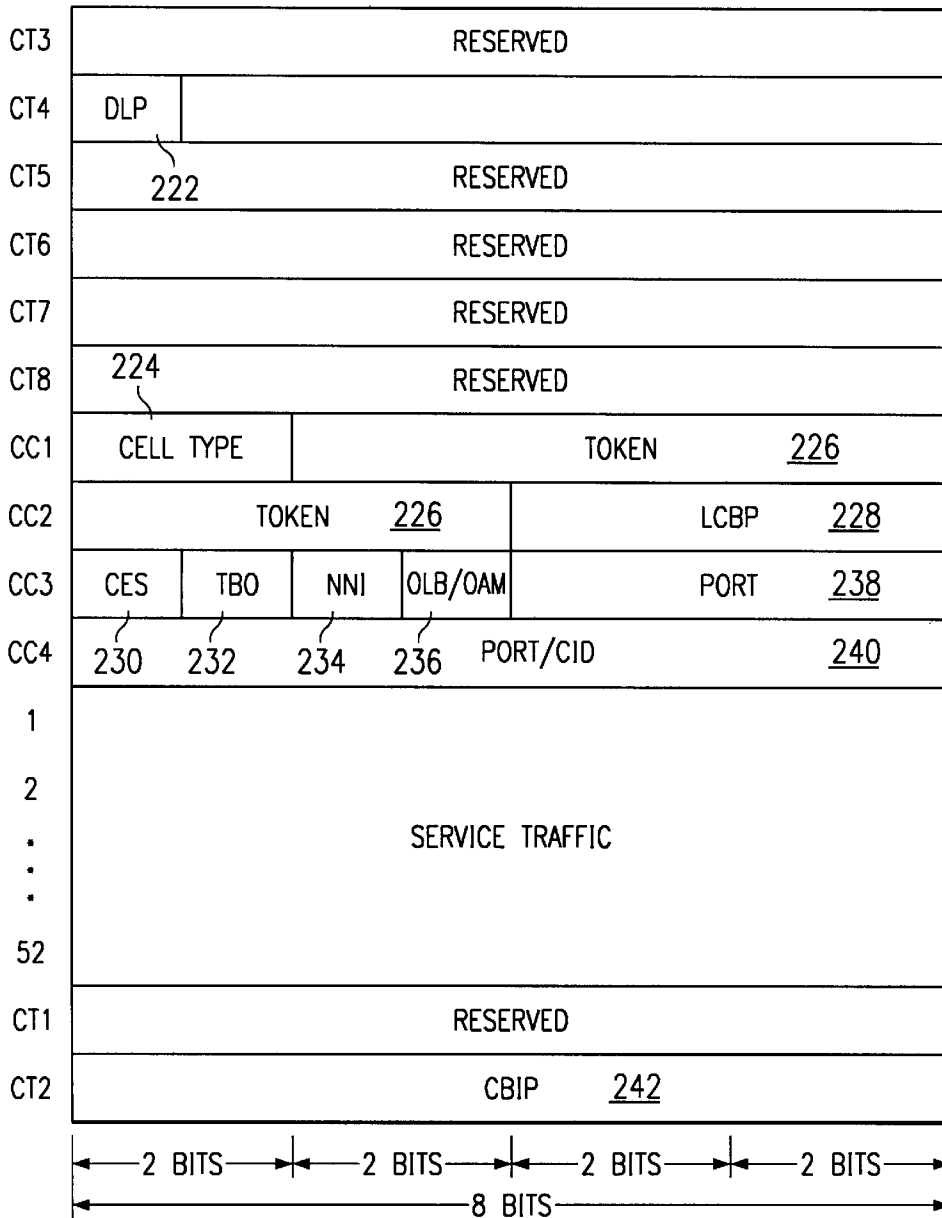 CT3 RESERVED
CT4 DLP
222
CT5 RESERVED
CT6 RESERVED
CT7 RESERVED
CT8 RESERVED
224
CC1 CELL TYPE TOKEN 226
CC2 TOKEN 226 LCBP 228
CC3 CES TBO NNI OLB/OAM PORT 238
CC4 230 232 234 236 PORT/CID 240
1
2
SERVICE TRAFFIC
52
CT1 RESERVED
CT2 CBIP 242
2 BITS 2 BITS 2 BITS 2 BITS
8 BITS